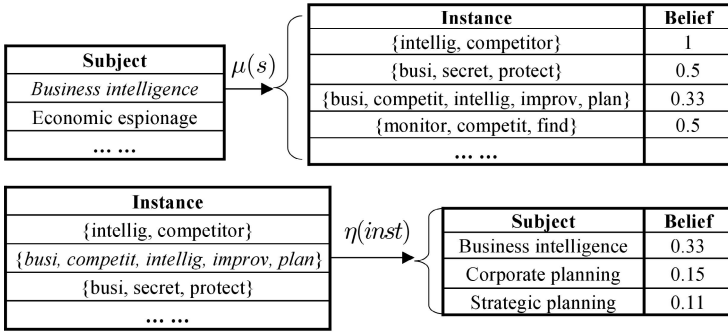 Subject
Business intelligence
Economic espionage
... ...
μ(s)
Instance Belief
{intellig, competitor} 1
{busi, secret, protect} 0.5
{busi, competit, intellig, improv, plan} 0.33
{monitor, competit, find} 0.5
... ...
Instance
{intellig, competitor}
{busi, competit, intellig, improv, plan}
{busi, secret, protect}
... ...
η(inst)
Subject Belief
Business intelligence 0.33
Corporate planning 0.15
Strategic planning 0.11